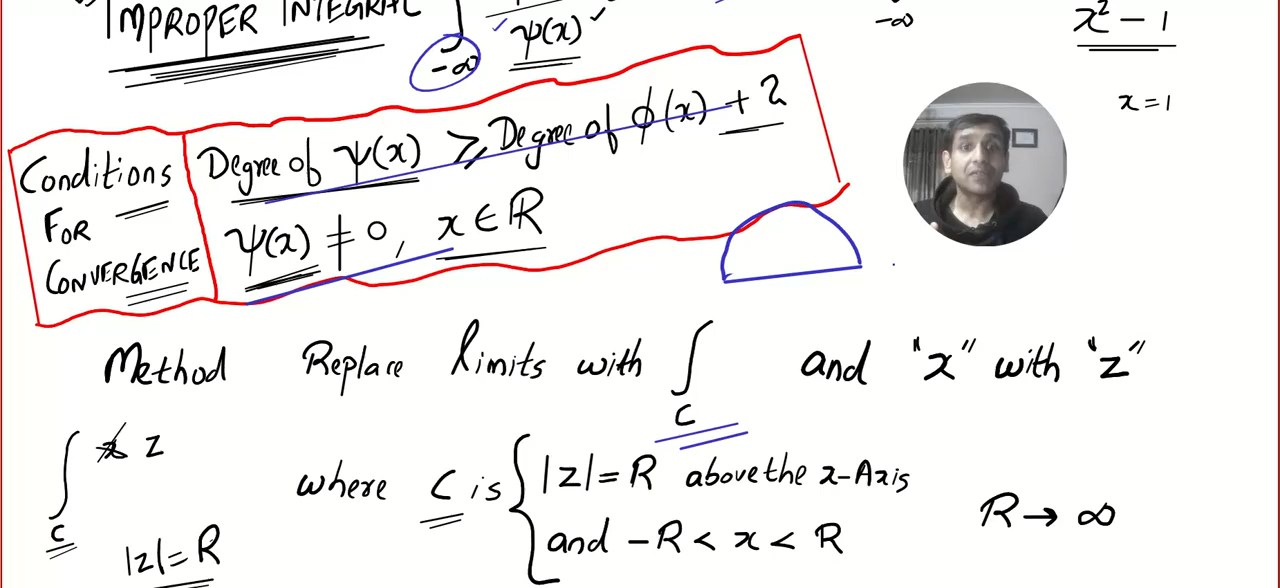 IMPROPER INTEGRAL ∫ -∞ ψ(x)
-∞
x² - 1
x = 1
Conditions FOR CONVERGENCE
Degree of ψ(x) ≥ Degree of ϕ(x) + 2
ψ(x) ≠ 0, x ∈ ℝ
Method Replace limits with ∫ C and "x" with "z"
∫ C z
|z| = R
where C is { |z| = R above the x-Axis
and -R < x < R
R → ∞